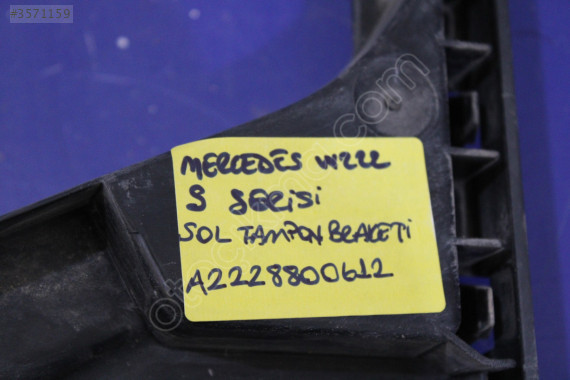 #3571159
MERCEDES W222
S SERİSİ
SOL TAMPON BRAKETİ
A2228800612